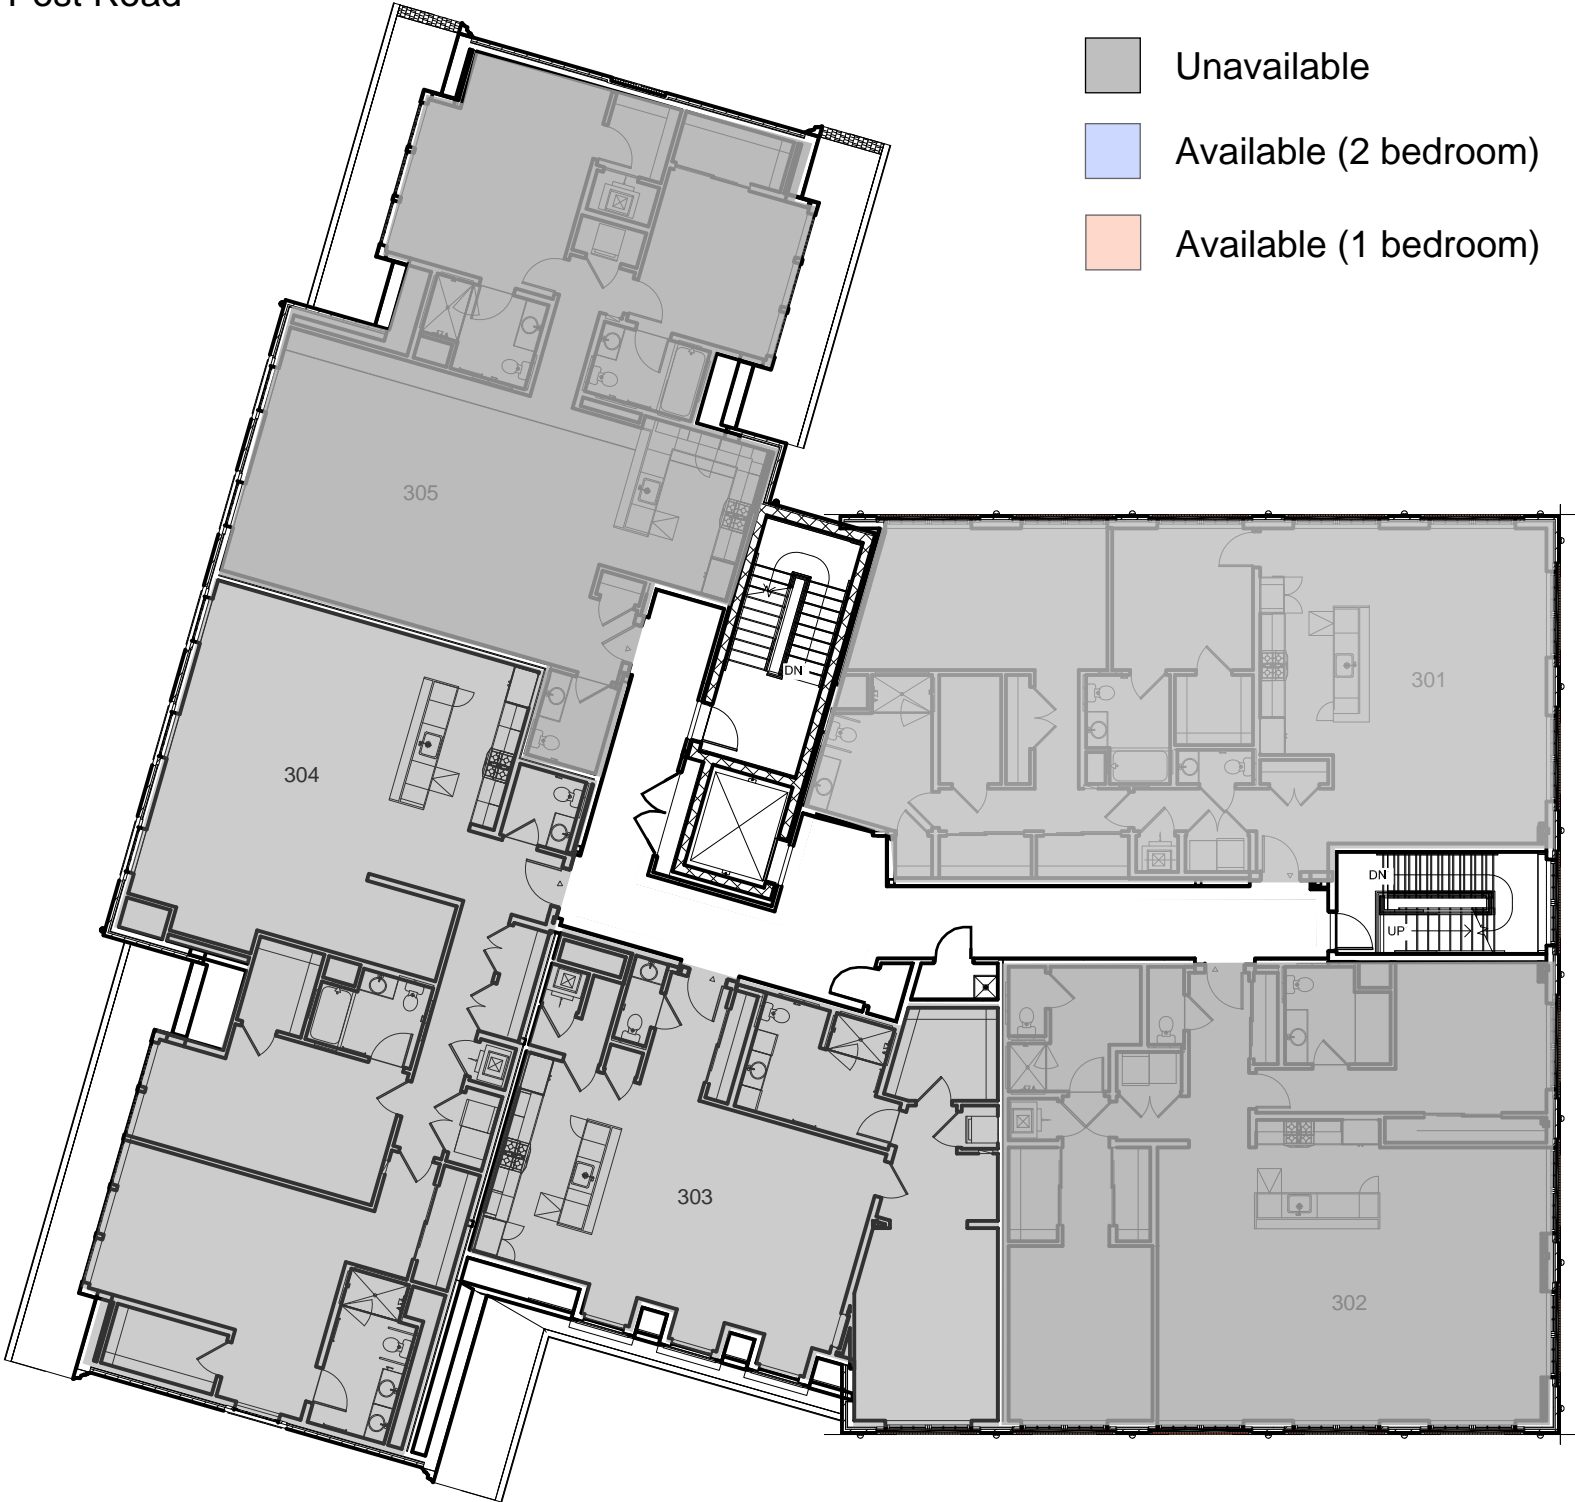 Post Road
Unavailable
Available (2 bedroom)
Available (1 bedroom)
305
DN
301
304
DN
UP
303
302